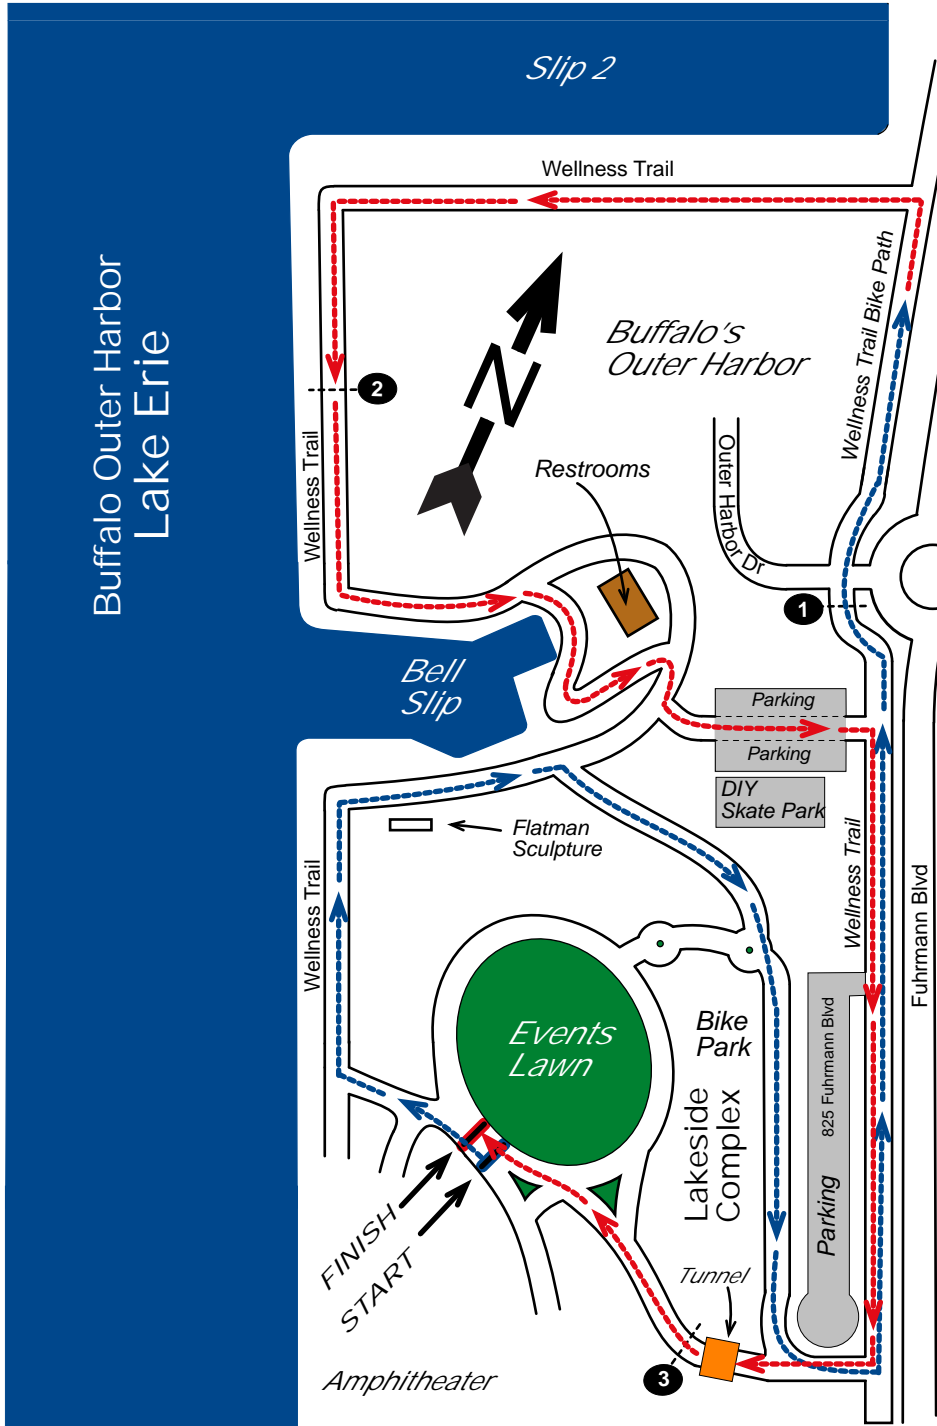 Slip 2
Wellness Trail
Buffalo Outer Harbor
Lake Erie
Wellness Trail Bike Path
Buffalo's
Outer Harbor
N
2
Wellness Trail
Restrooms
Outer Harbor Dr
1
Bell
Slip
Parking
Parking
DIY
Skate Park
Flatman
Sculpture
Wellness Trail
Wellness Trail
Fuhrmann Blvd
Events
Lawn
Bike
Park
Lakeside
Complex
825 Fuhrmann Blvd
Parking
FINISH
START
Tunnel
3
Amphitheater